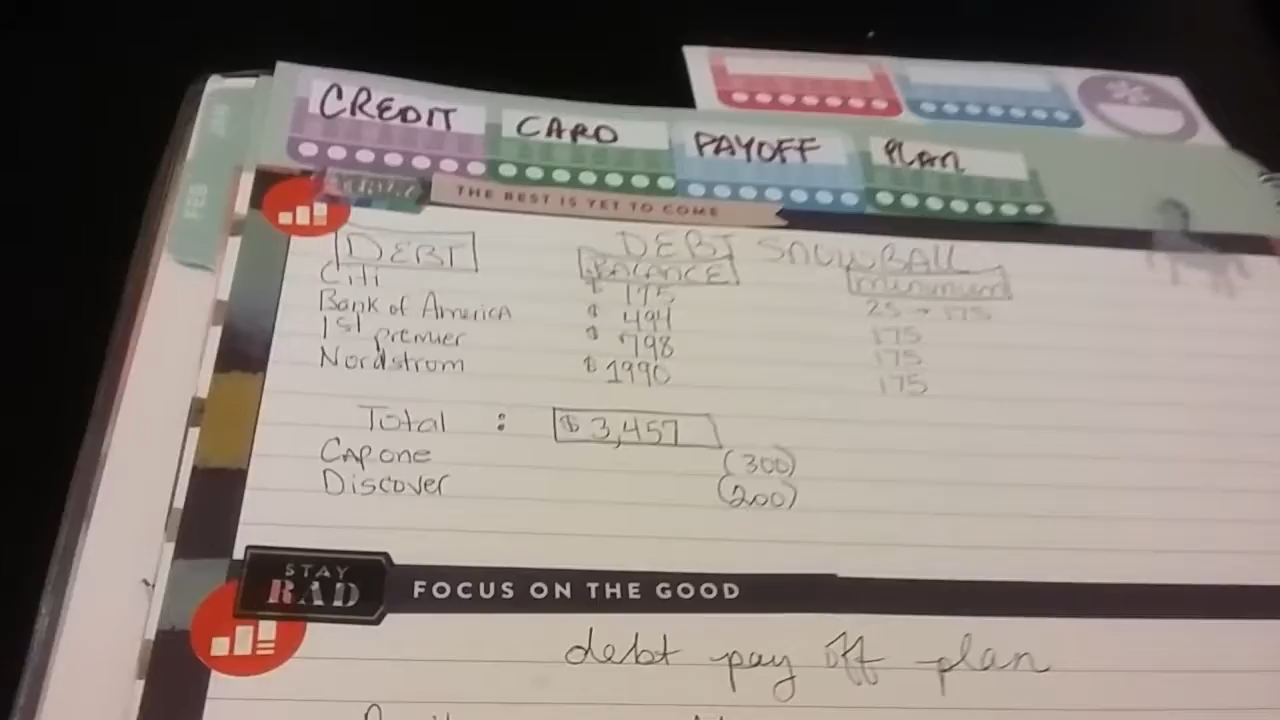 CREDIT CARD PAYOFF PLAN
THE BEST IS YET TO COME
FEB
DEBT SNOWBALL
DEBT BALANCE minimum
Citi $ 175 25 → 175
Bank of America $ 494 175
1st premier $ 798 175
Nordstrom $ 1990 175
Total : $ 3,457
Cap one (300)
Discover (200)
STAY RAD
FOCUS ON THE GOOD
debt pay off plan